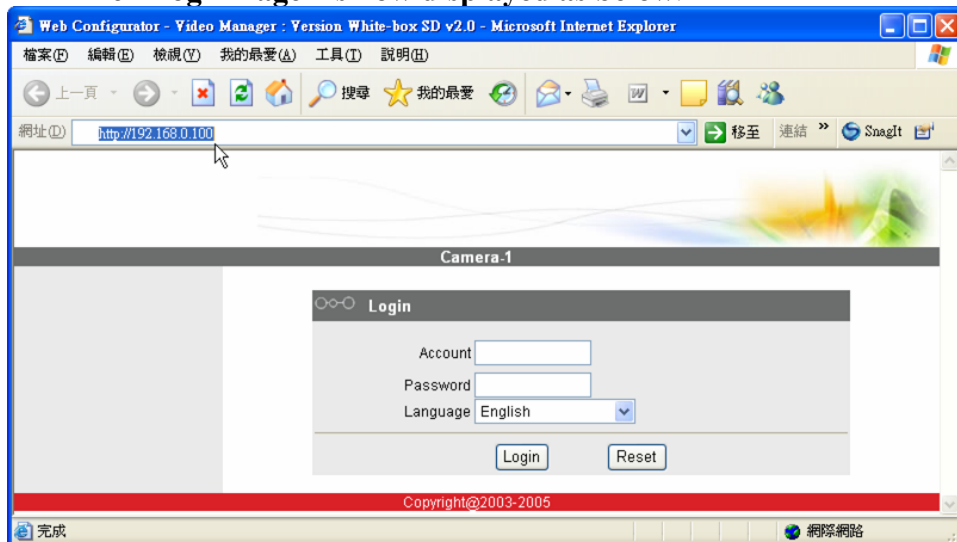 Web Configurator - Video Manager : Version White-box SD v2.0 - Microsoft Internet Explorer
檔案(F) 編輯(E) 檢視(V) 我的最愛(A) 工具(T) 說明(H)
上一頁 搜尋 我的最愛
網址(D) http://192.168.0.100 移至 連結 » SnagIt
Camera-1
Login
Account
Password
Language English
Login Reset
Copyright@2003-2005
完成 網際網路